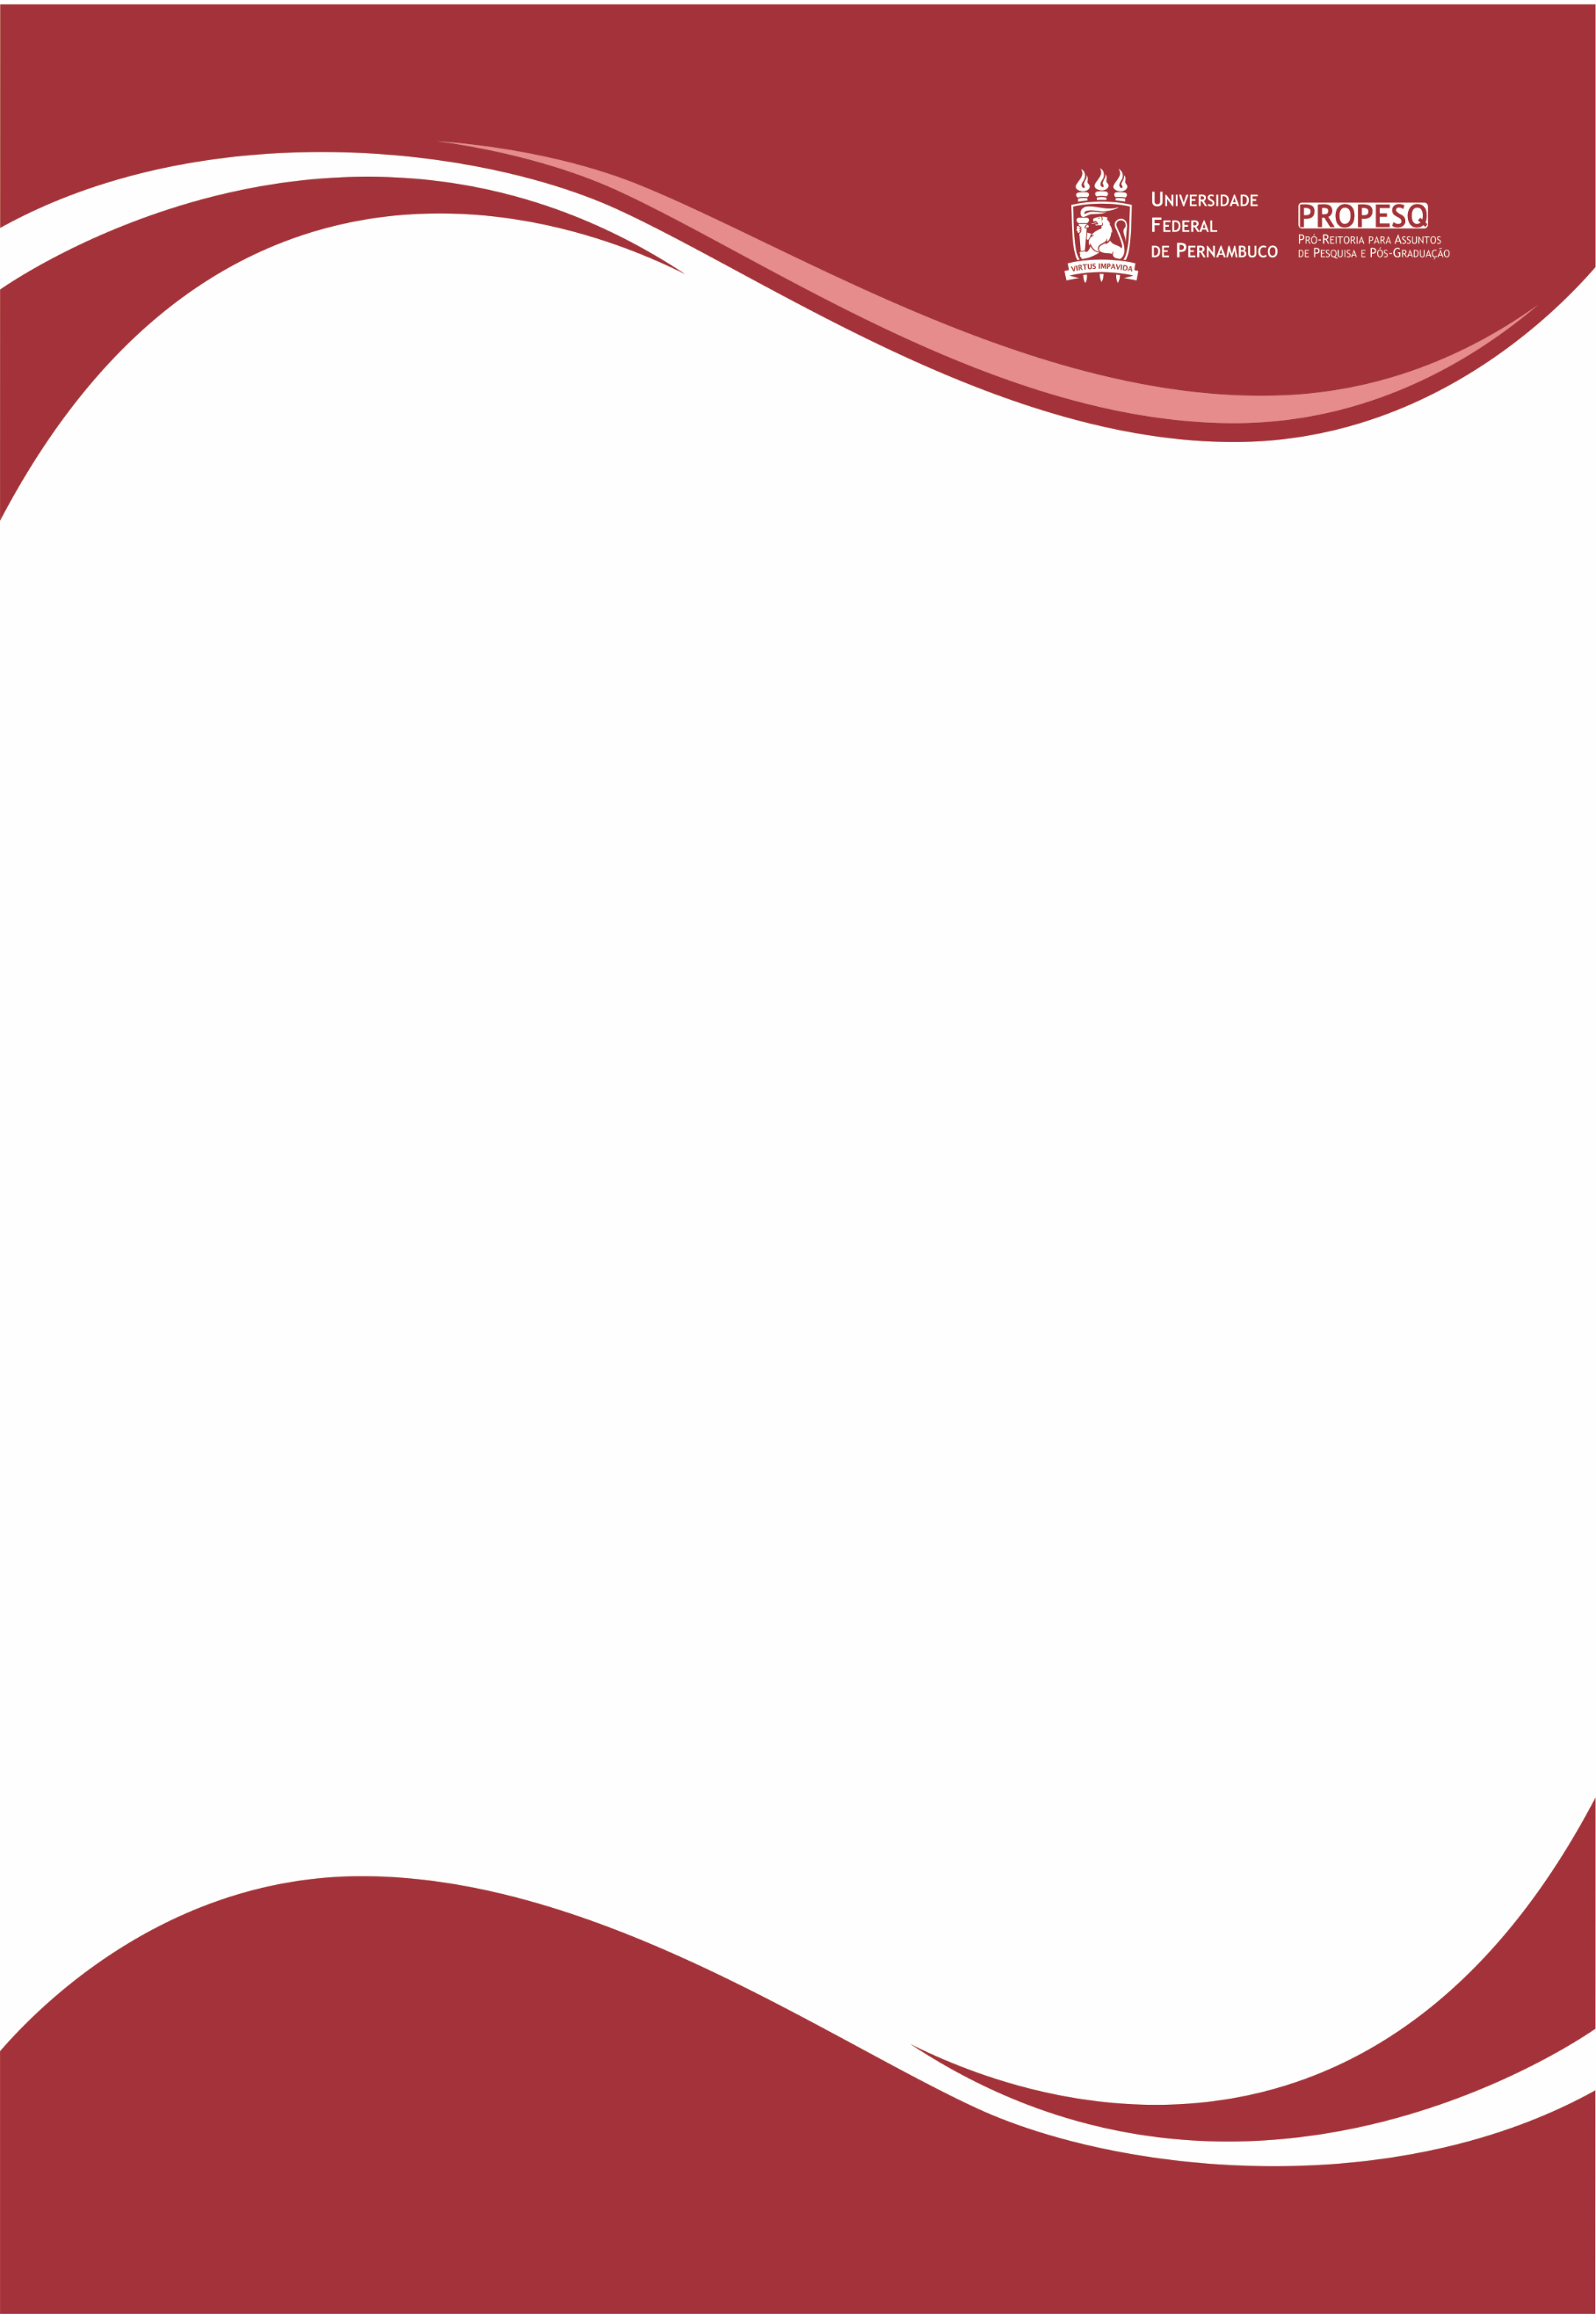 UNIVERSIDADE
FEDERAL
DE PERNAMBUCO
VIRTUS IMPAVIDA
PROPESQ
PRÓ-REITORIA PARA ASSUNTOS
DE PESQUISA E PÓS-GRADUAÇÃO